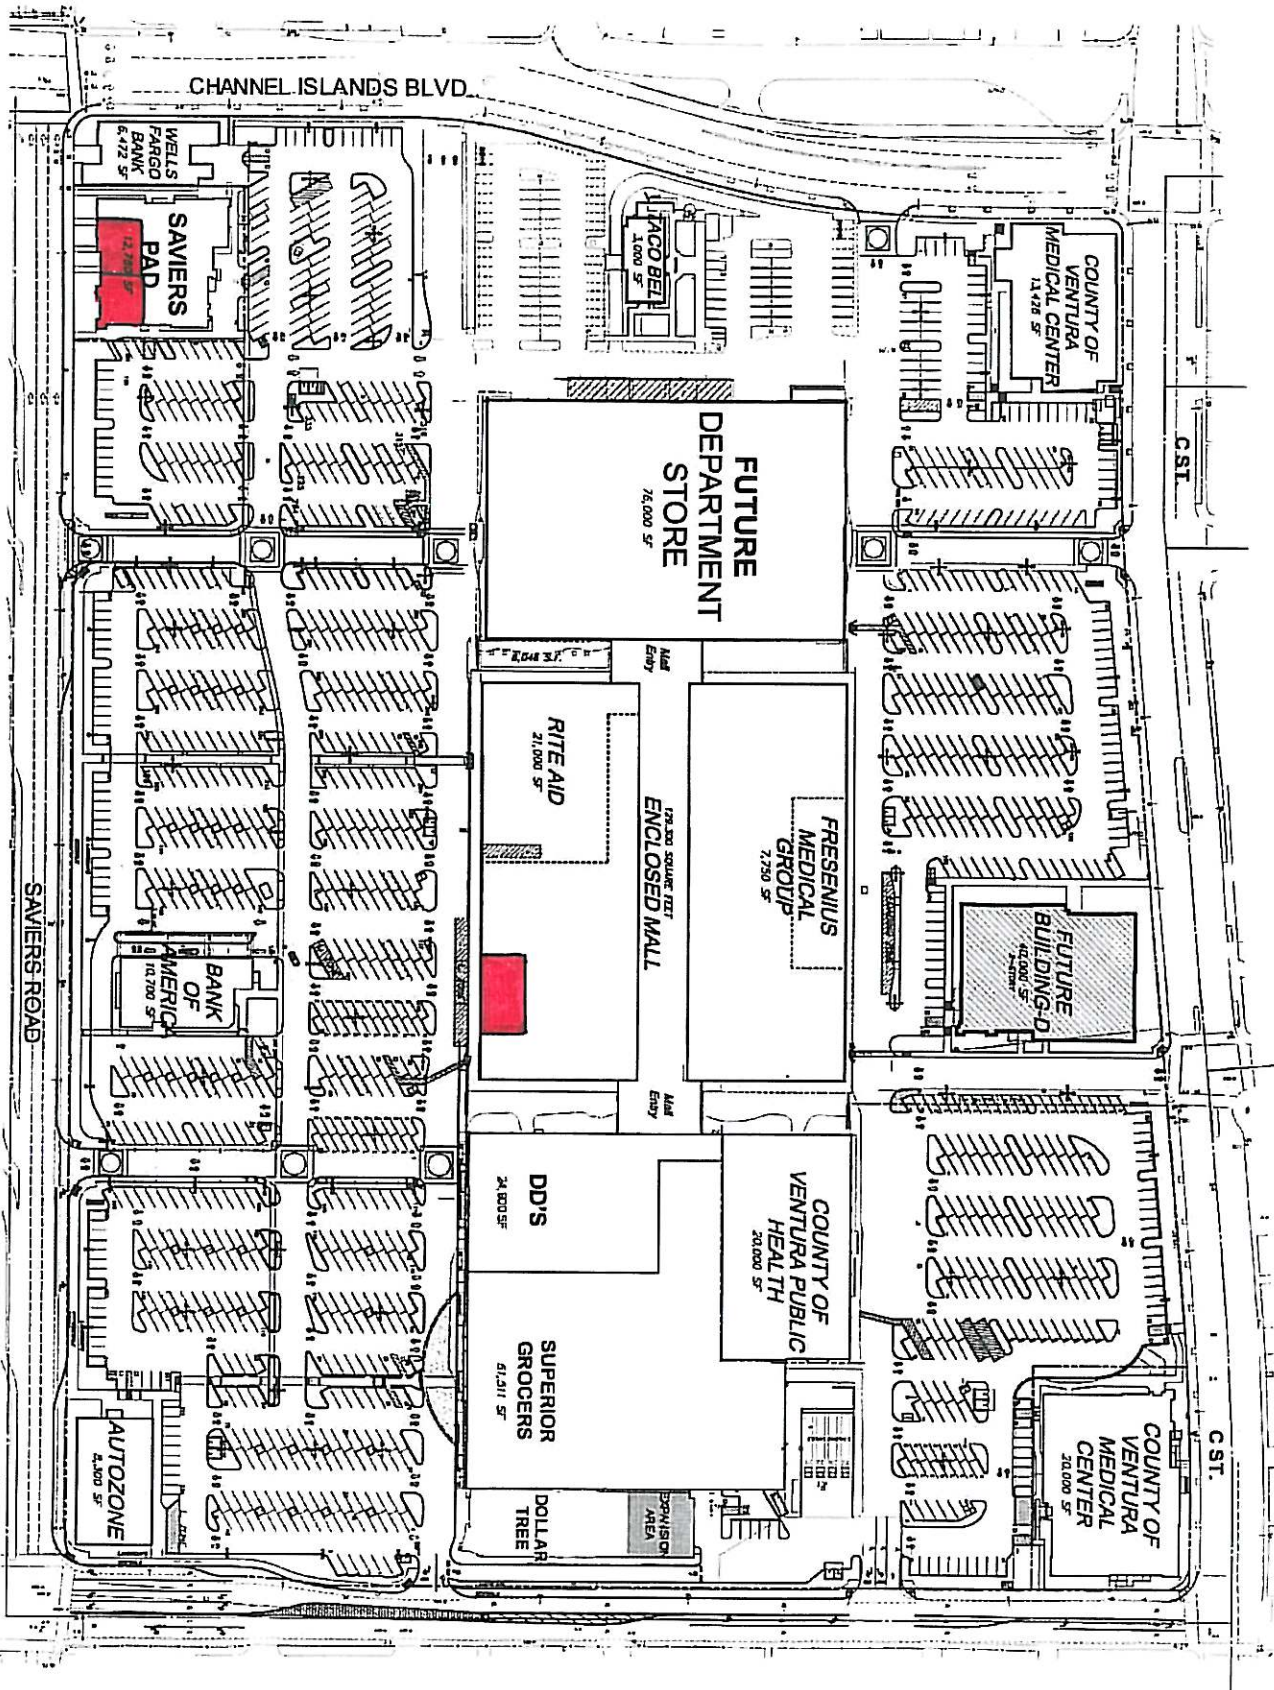 CHANNEL ISLANDS BLVD
WELLS
FARGO
BANK
6,472 SF
SAVIERS
PAD
12,780 SF
TACO BELL
3,000 SF
COUNTY OF
VENTURA
MEDICAL CENTER
13,426 SF
C ST.
FUTURE
DEPARTMENT
STORE
76,000 SF
Mall
Entry
RITE AID
21,000 SF
129,300 SQUARE FEET
ENCLOSED MALL
FRESENIUS
MEDICAL
GROUP
7,750 SF
FUTURE
BUILDING-D
40,000 SF
SAVIERS ROAD
BANK
OF
AMERICA
10,700 SF
Mall
Entry
DD'S
24,800 SF
COUNTY OF
VENTURA PUBLIC
HEALTH
20,000 SF
SUPERIOR
GROCERS
51,311 SF
AUTOZONE
8,300 SF
DOLLAR
TREE
EXPANSION
AREA
COUNTY OF
VENTURA
MEDICAL
CENTER
20,000 SF
C ST.